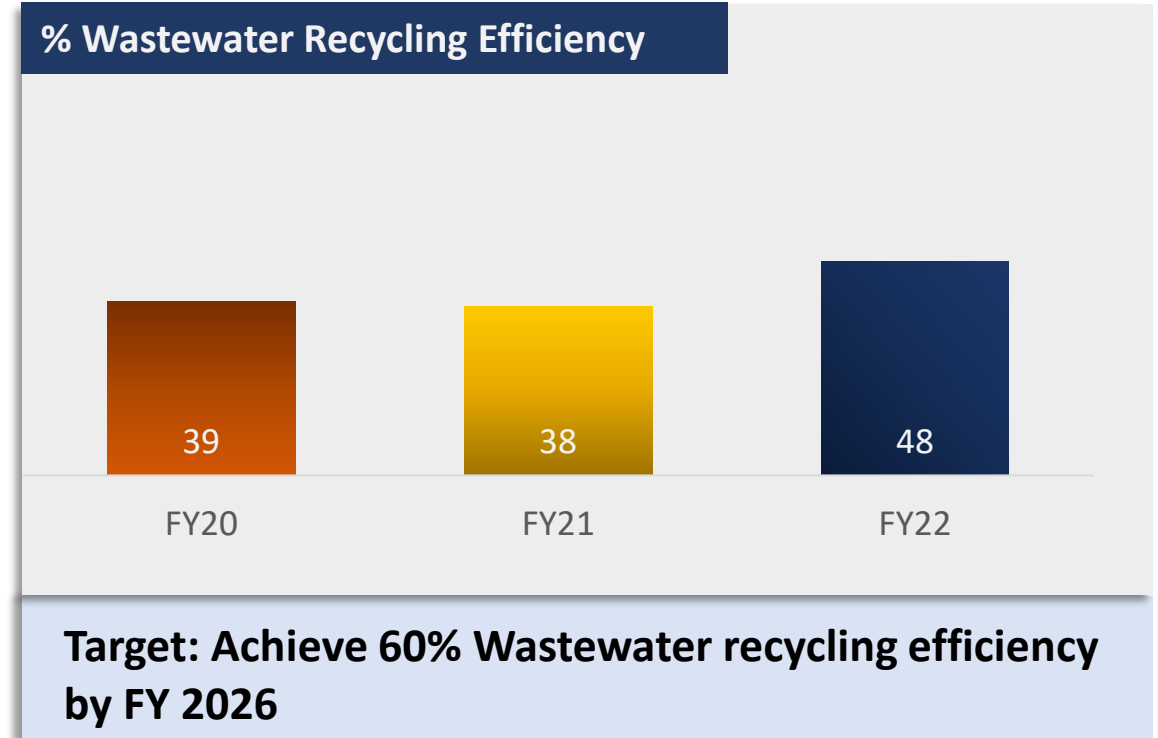 % Wastewater Recycling Efficiency
39
38
48
FY20
FY21
FY22
Target: Achieve 60% Wastewater recycling efficiency
by FY 2026